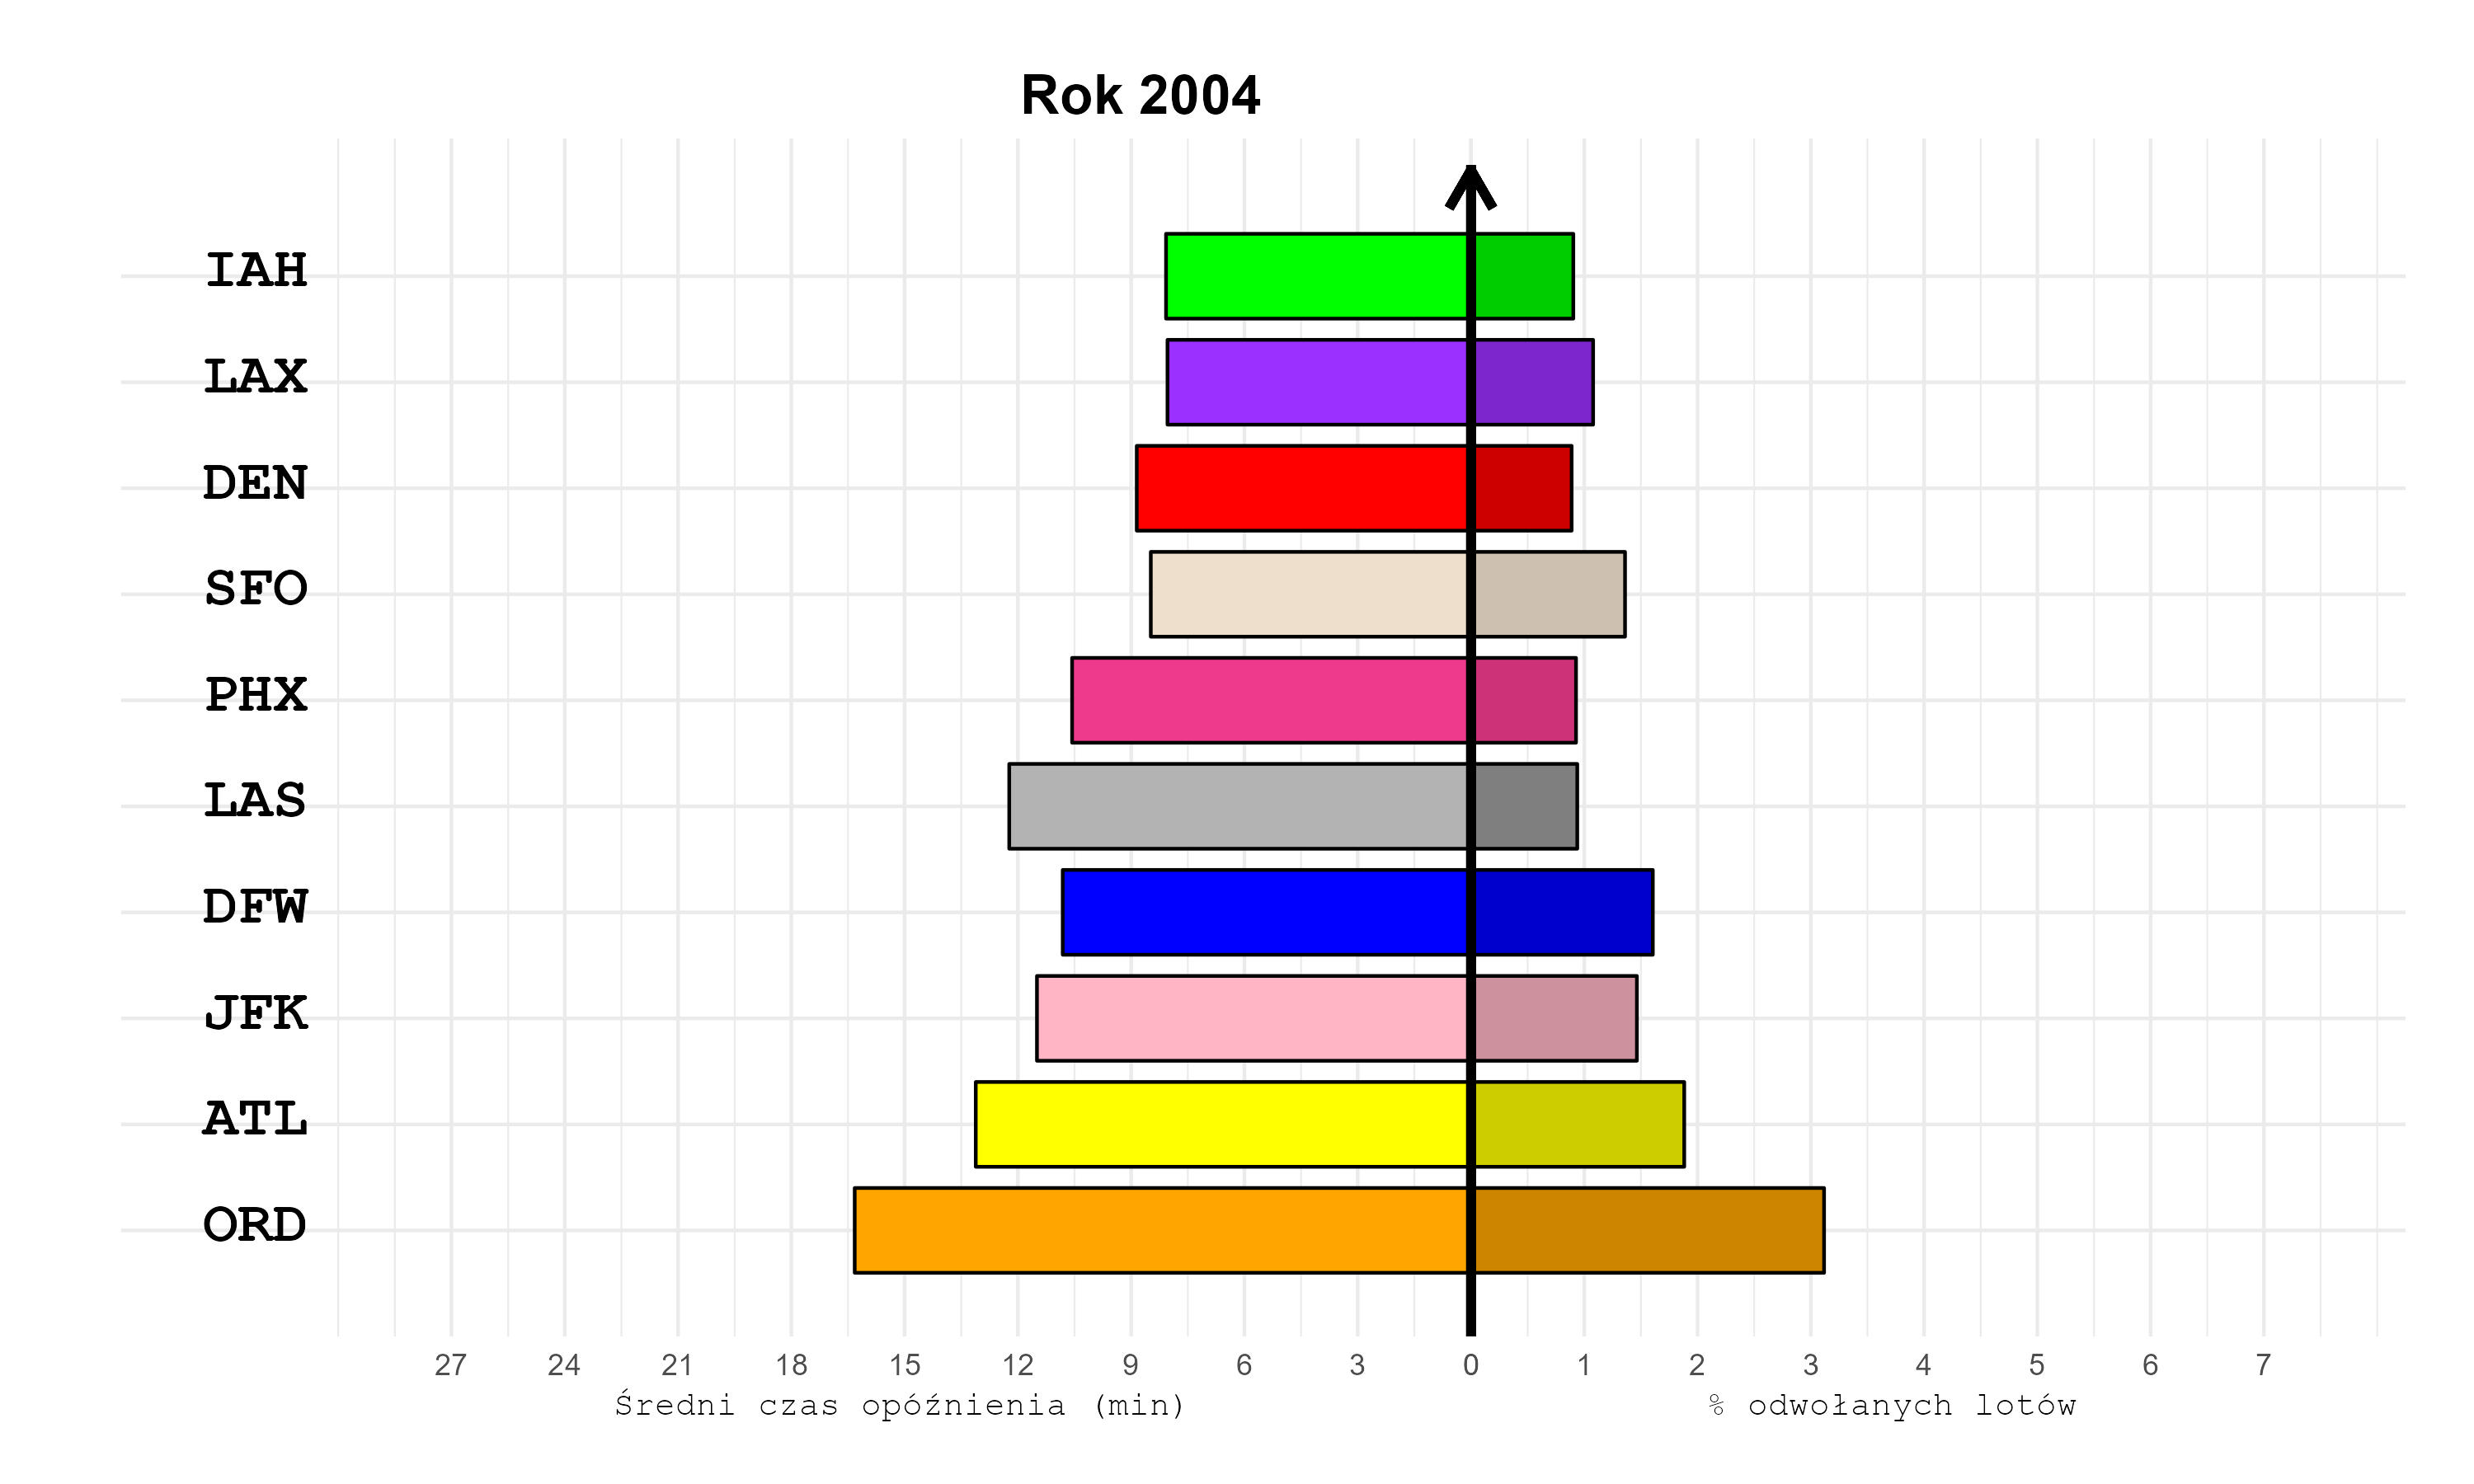 Rok 2004
IAH
LAX
DEN
SFO
PHX
LAS
DFW
JFK
ATL
ORD
27 24 21 18 15 12 9 6 3 0 1 2 3 4 5 6 7
Średni czas opóźnienia (min) % odwołanych lotów